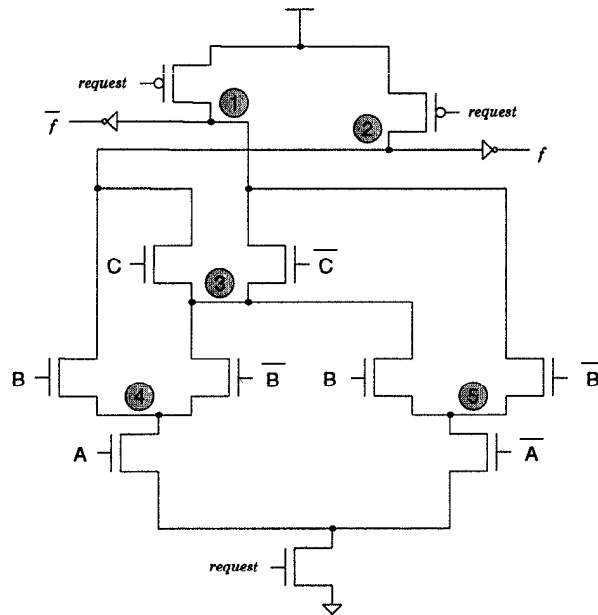 request
1
request
f̅
2
f
C
3
C̅
B
B̅
B
B̅
4
5
A
A̅
request